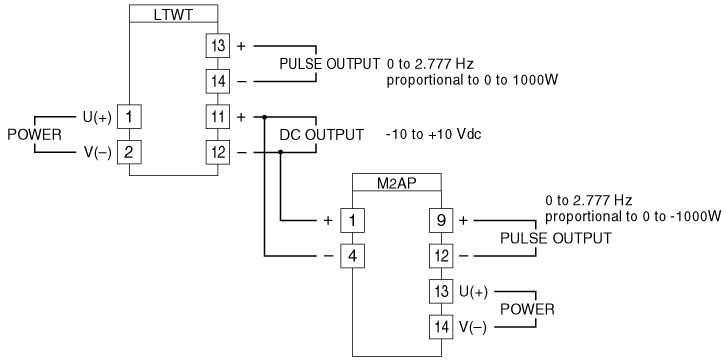 LTWT
13 +
PULSE OUTPUT 0 to 2.777 Hz
proportional to 0 to 1000W
14 −
U(+) 1
11 +
POWER
DC OUTPUT -10 to +10 Vdc
V(−) 2
12 −
M2AP
0 to 2.777 Hz
proportional to 0 to -1000W
+ 1
9 +
PULSE OUTPUT
− 4
12 −
13 U(+)
POWER
14 V(−)